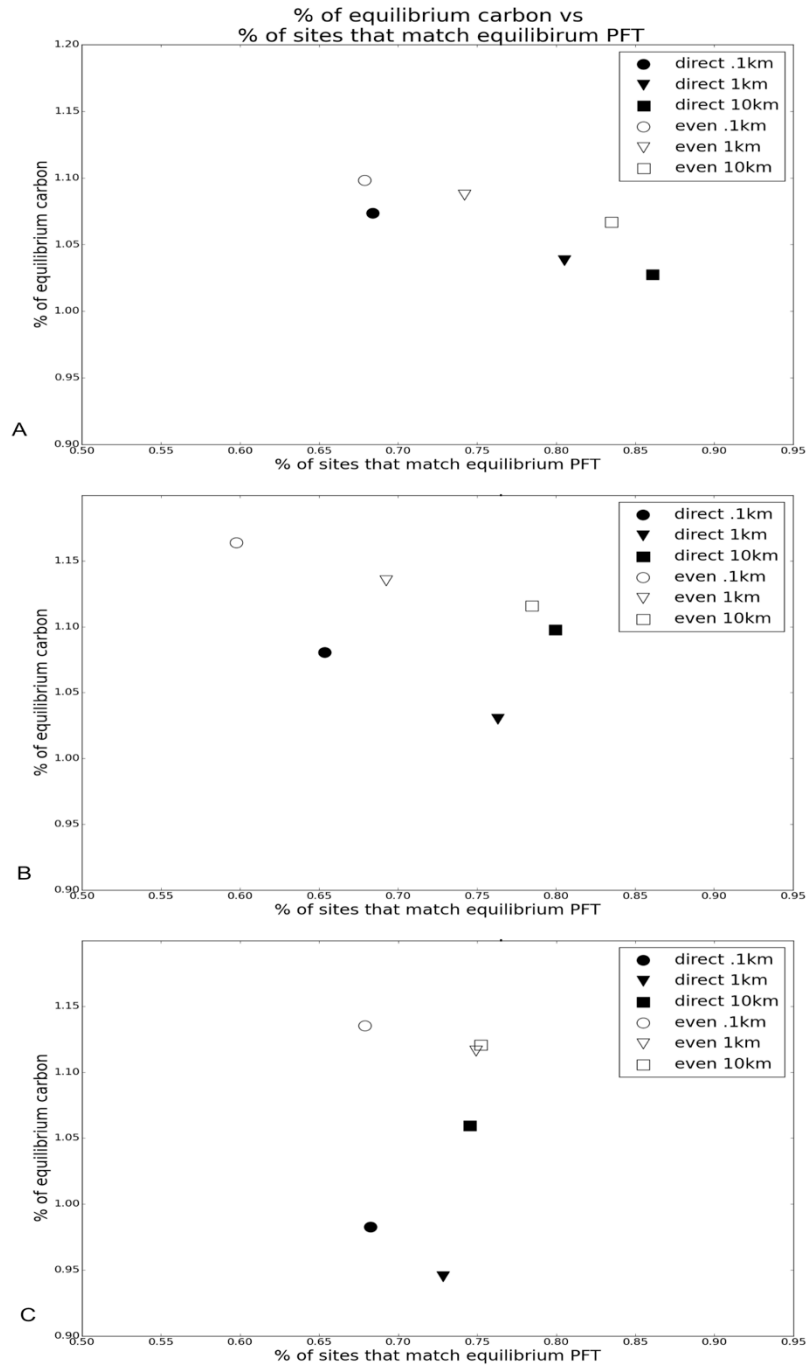 % of equilibrium carbon vs
% of sites that match equilibirum PFT
1.20
1.15
1.10
1.05
1.00
0.95
0.90
% of equilibrium carbon
direct .1km
direct 1km
direct 10km
even .1km
even 1km
even 10km
A
0.50 0.55 0.60 0.65 0.70 0.75 0.80 0.85 0.90 0.95
% of sites that match equilibrium PFT
1.15
1.10
1.05
1.00
0.95
0.90
% of equilibrium carbon
direct .1km
direct 1km
direct 10km
even .1km
even 1km
even 10km
B
0.50 0.55 0.60 0.65 0.70 0.75 0.80 0.85 0.90 0.95
% of sites that match equilibrium PFT
1.15
1.10
1.05
1.00
0.95
0.90
% of equilibrium carbon
direct .1km
direct 1km
direct 10km
even .1km
even 1km
even 10km
C
0.50 0.55 0.60 0.65 0.70 0.75 0.80 0.85 0.90 0.95
% of sites that match equilibrium PFT